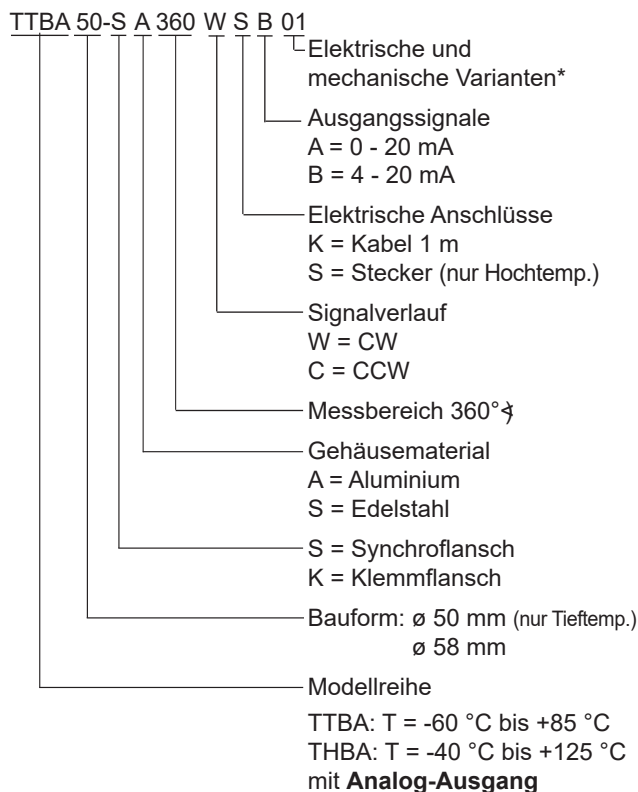 TTBA 50-S A 360 W S B 01
Elektrische und
mechanische Varianten*
Ausgangssignale
A = 0 - 20 mA
B = 4 - 20 mA
Elektrische Anschlüsse
K = Kabel 1 m
S = Stecker (nur Hochtemp.)
Signalverlauf
W = CW
C = CCW
Messbereich 360°∢
Gehäusematerial
A = Aluminium
S = Edelstahl
S = Synchroflansch
K = Klemmflansch
Bauform: ø 50 mm (nur Tieftemp.)
ø 58 mm
Modellreihe
TTBA: T = -60 °C bis +85 °C
THBA: T = -40 °C bis +125 °C
mit Analog-Ausgang